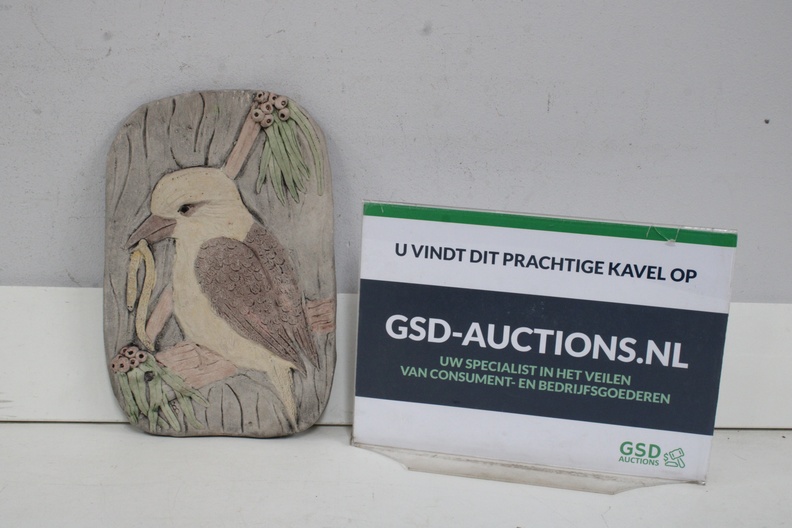 U VINDT DIT PRACHTIGE KAVEL OP
GSD-AUCTIONS.NL
UW SPECIALIST IN HET VEILEN
VAN CONSUMENT- EN BEDRIJFSGOEDEREN
GSD
AUCTIONS